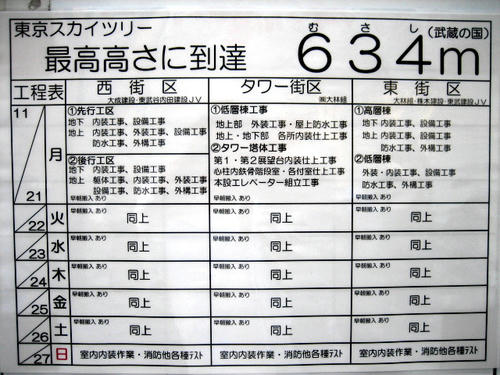 東京スカイツリー
む さ し
最高高さに到達 634m (武蔵の国)
工程表 西街区 タワー街区 東街区
大成建設・東武谷内田建設JV ㈱大林組 大林組・株木建設・東武建設JV
11
21
月
①先行工区
地下 内装工事、設備工事
地上 内装工事、外装工事、設備工事
防水工事、外構工事
②後行工区
地下 内装工事、設備工事
地上 躯体工事、内装工事、外装工事
設備工事、防水工事、外構工事
早朝搬入 あり
①低層棟工事
地上部 外装工事・屋上防水工事
地上・地下部 各所内装仕上工事
②タワー塔体工事
第1・第2展望台内装仕上工事
心柱内鉄骨階段室・各付室仕上工事
本設エレベーター組立工事
早朝搬入 あり
①高層棟
地下 内装工事、設備工事
地上 内装工事、設備工事
防水工事
②低層棟
外装・内装工事、設備工事
防水工事、外構工事
早朝搬入 あり
22 火 早朝搬入 あり 同上 早朝搬入 あり 同上 早朝搬入 あり 同上
23 水 早朝搬入 あり 同上 早朝搬入 あり 同上 早朝搬入 あり 同上
24 木 早朝搬入 あり 同上 早朝搬入 あり 同上 早朝搬入 あり 同上
25 金 早朝搬入 あり 同上 早朝搬入 あり 同上 早朝搬入 あり 同上
26 土 早朝搬入 あり 同上 早朝搬入 あり 同上 早朝搬入 あり 同上
27 日 室内内装作業・消防他各種テスト 室内内装作業・消防他各種テスト 室内内装作業・消防他各種テスト